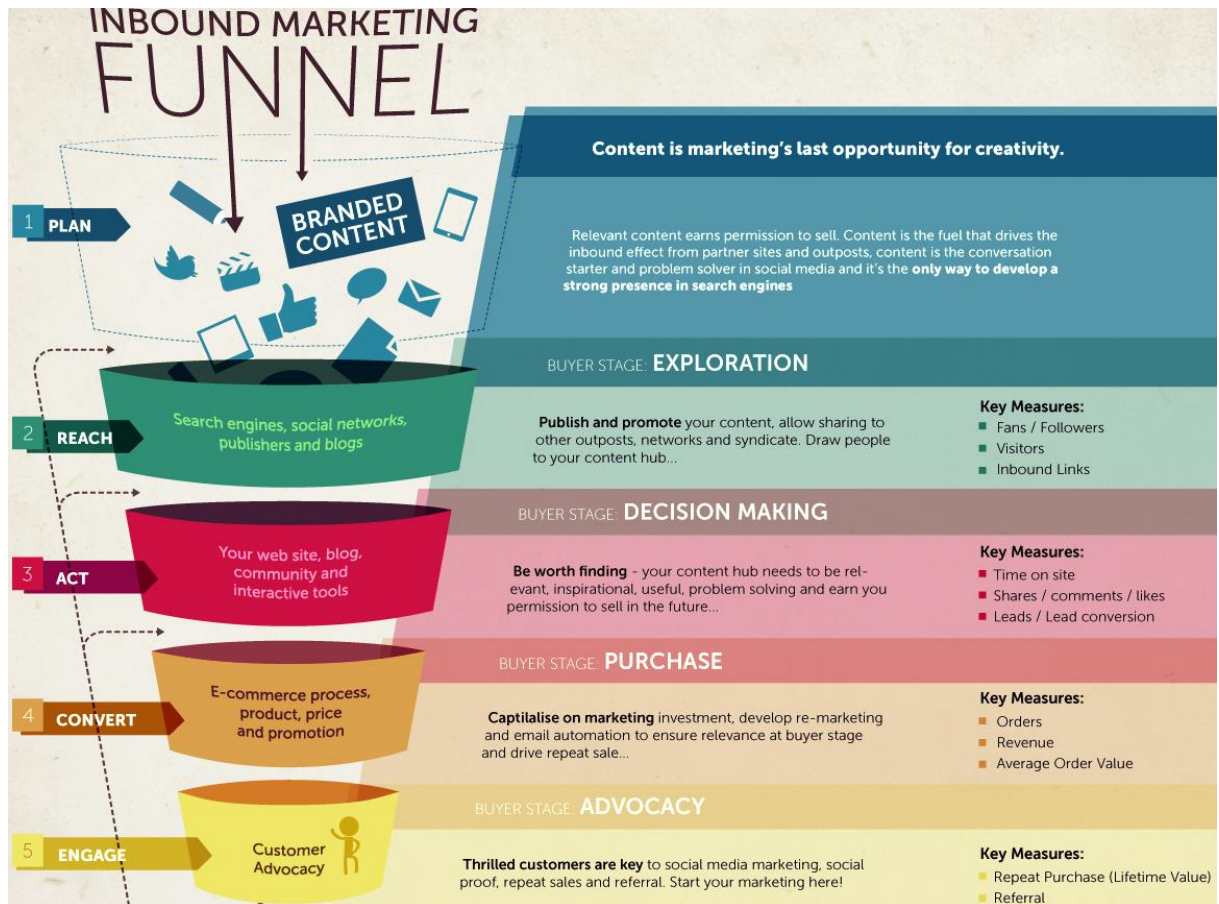 INBOUND MARKETING
FUNNEL
Content is marketing's last opportunity for creativity.
1 PLAN
BRANDED
CONTENT
Relevant content earns permission to sell. Content is the fuel that drives the
inbound effect from partner sites and outposts, content is the conversation
starter and problem solver in social media and it's the only way to develop a
strong presence in search engines
BUYER STAGE: EXPLORATION
2 REACH
Search engines, social networks,
publishers and blogs
Publish and promote your content, allow sharing to
other outposts, networks and syndicate. Draw people
to your content hub...
Key Measures:
Fans / Followers
Visitors
Inbound Links
BUYER STAGE: DECISION MAKING
3 ACT
Your web site, blog,
community and
interactive tools
Be worth finding - your content hub needs to be rel-
evant, inspirational, useful, problem solving and earn you
permission to sell in the future...
Key Measures:
Time on site
Shares / comments / likes
Leads / Lead conversion
BUYER STAGE: PURCHASE
4 CONVERT
E-commerce process,
product, price
and promotion
Captilalise on marketing investment, develop re-marketing
and email automation to ensure relevance at buyer stage
and drive repeat sale...
Key Measures:
Orders
Revenue
Average Order Value
BUYER STAGE: ADVOCACY
5 ENGAGE
Customer
Advocacy
Thrilled customers are key to social media marketing, social
proof, repeat sales and referral. Start your marketing here!
Key Measures:
Repeat Purchase (Lifetime Value)
Referral